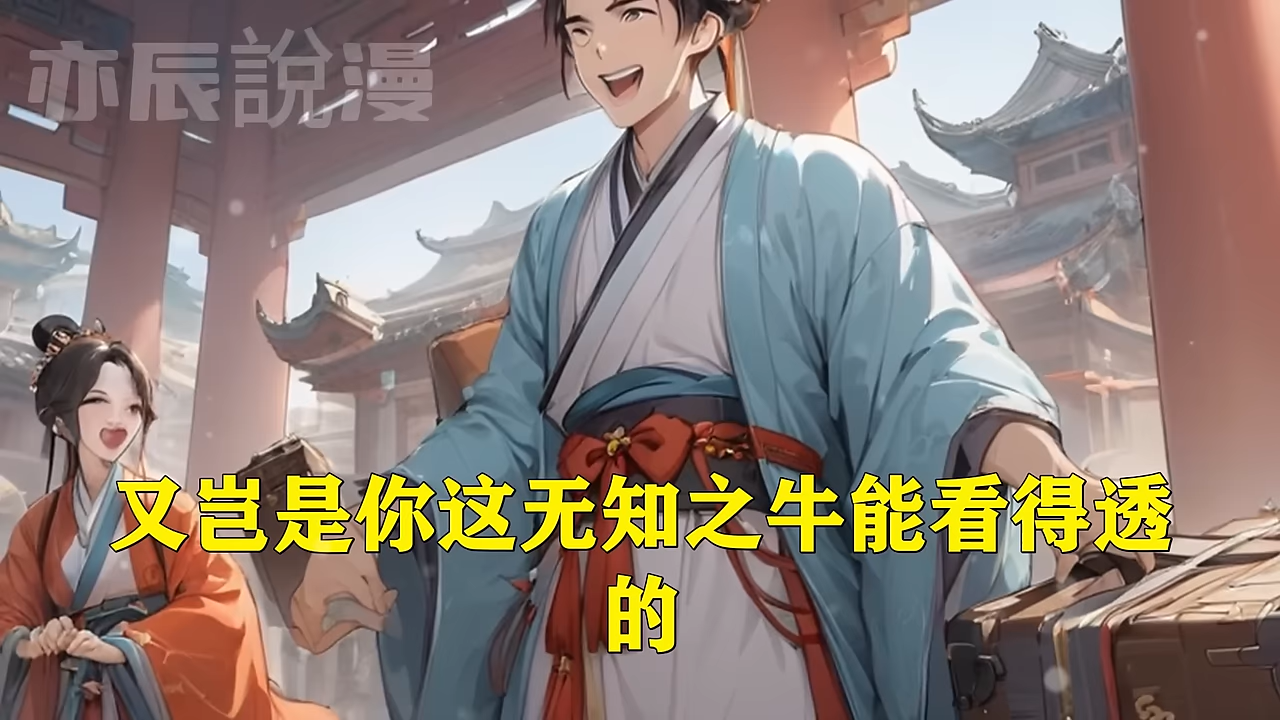 亦辰說漫
又岂是你这无知之牛能看得透
的